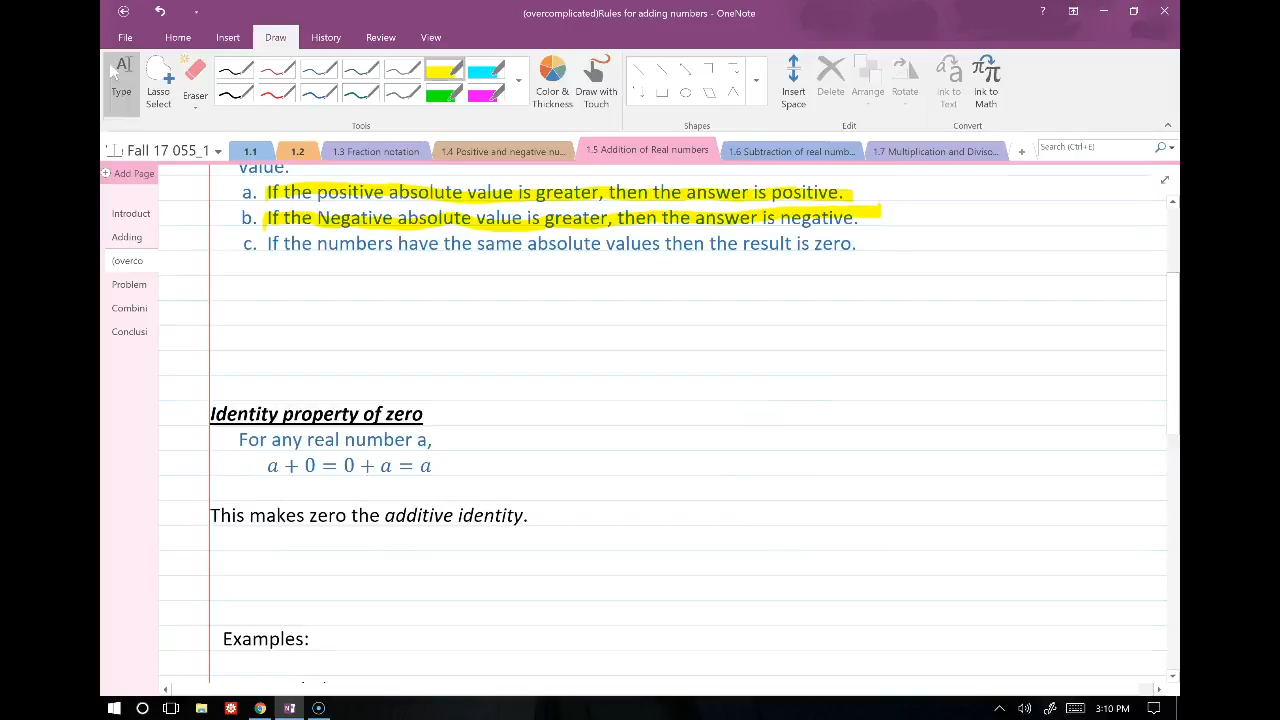 (overcomplicated)Rules for adding numbers - OneNote
?
File Home Insert Draw History Review View
Type
Lasso Select
Eraser
Color & Thickness
Draw with Touch
Insert Space
Delete
Arrange
Rotate
Ink to Text
Ink to Math
Tools
Shapes
Edit
Convert
Fall 17 055_1
1.1
1.2
1.3 Fraction notation
1.4 Positive and negative nu...
1.5 Addition of Real numbers
1.6 Subtraction of real numb...
1.7 Multiplication and Diviso...
Search (Ctrl+E)
Add Page
Introduct
Adding
(overco
Problem
Combini
Conclusi
value.
a. If the positive absolute value is greater, then the answer is positive.
b. If the Negative absolute value is greater, then the answer is negative.
c. If the numbers have the same absolute values then the result is zero.
Identity property of zero
For any real number a,
a + 0 = 0 + a = a
This makes zero the additive identity.
Examples:
3:10 PM